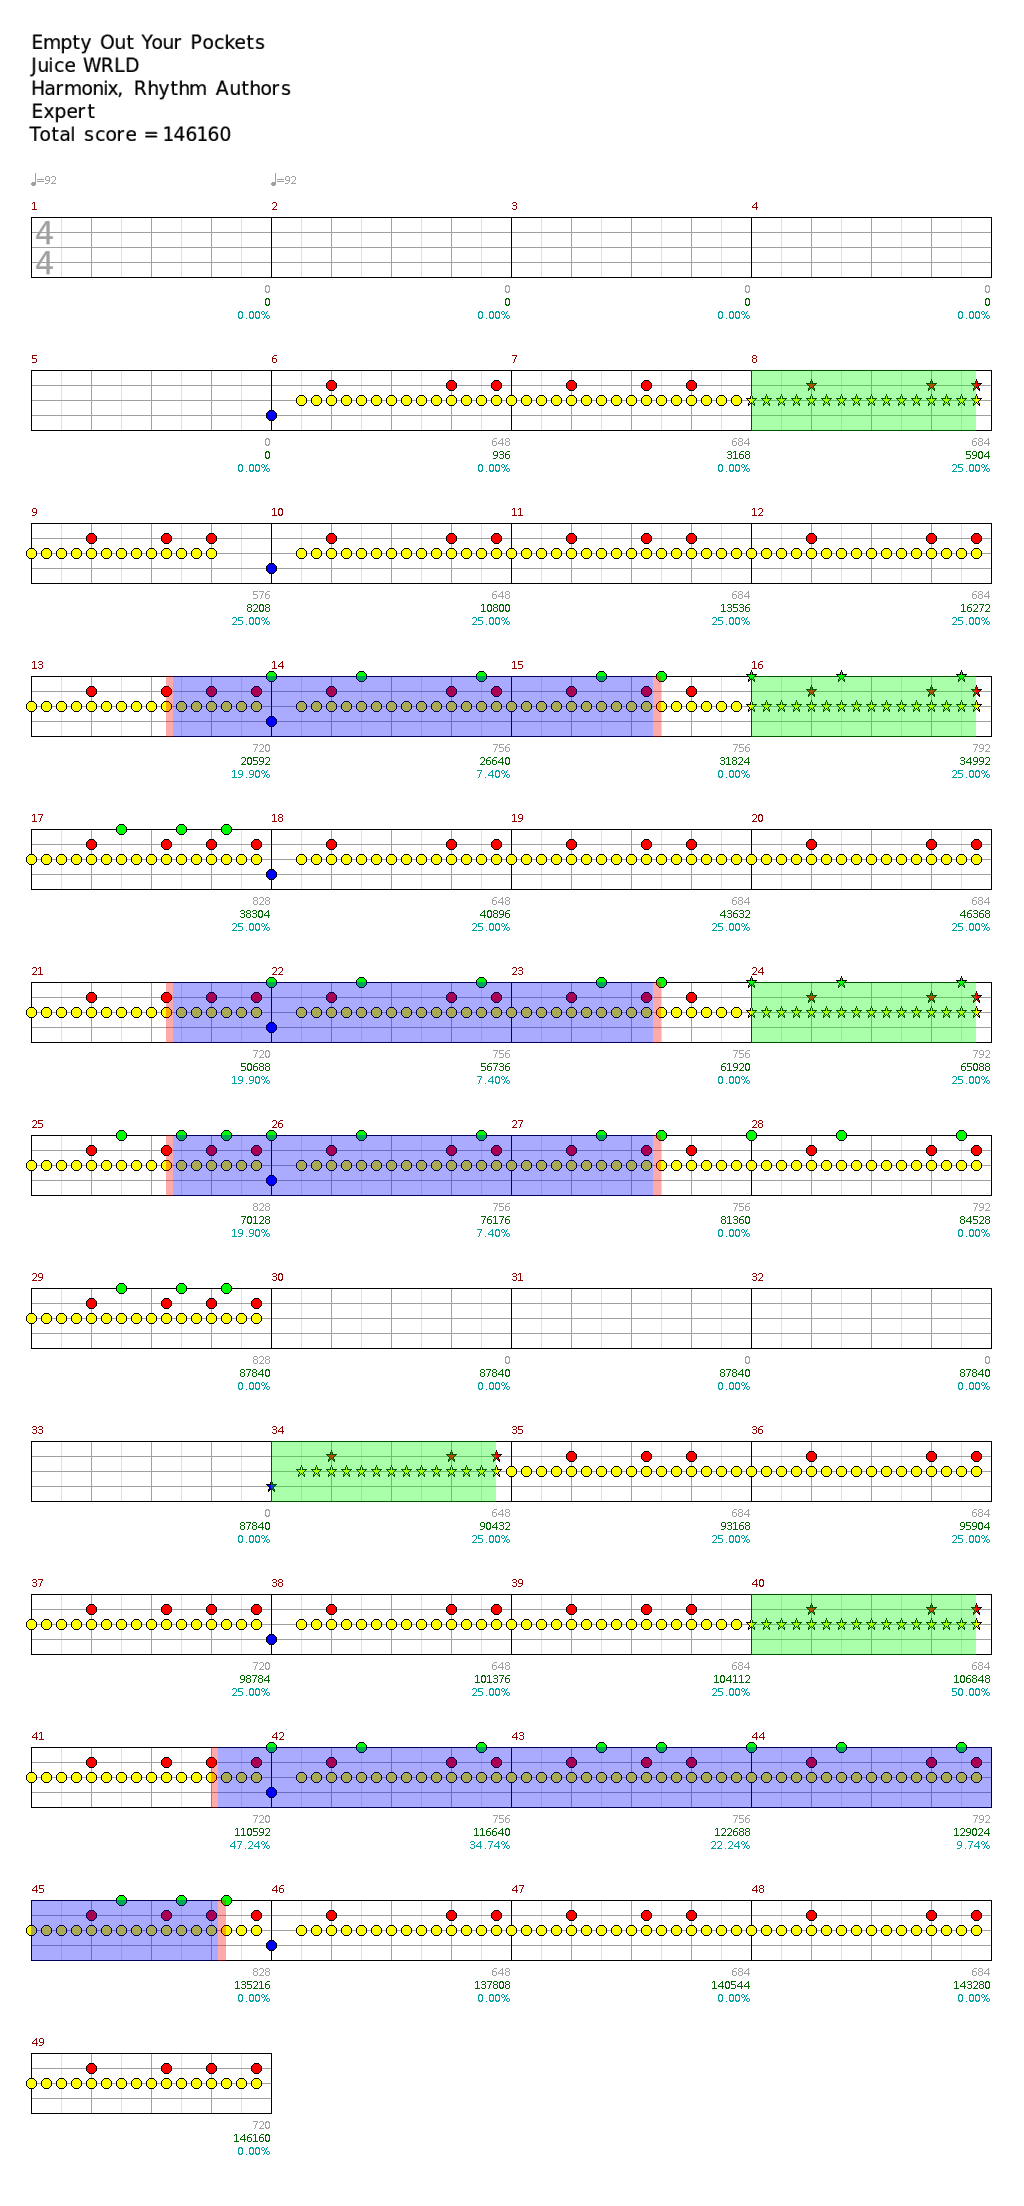 Empty Out Your Pockets
Juice WRLD
Harmonix, Rhythm Authors
Expert
Total score = 146160
♩=92 ♩=92
1 2 3 4
4
4
0 0 0 0
0 0 0 0
0.00% 0.00% 0.00% 0.00%
5 6 7 8
0 648 684 684
0 936 3168 5904
0.00% 0.00% 0.00% 25.00%
9 10 11 12
576 648 684 684
8208 10800 13536 16272
25.00% 25.00% 25.00% 25.00%
13 14 15 16
720 756 756 792
20592 26640 31824 34992
19.90% 7.40% 0.00% 25.00%
17 18 19 20
828 648 684 684
38304 40896 43632 46368
25.00% 25.00% 25.00% 25.00%
21 22 23 24
720 756 756 792
50688 56736 61920 65088
19.90% 7.40% 0.00% 25.00%
25 26 27 28
828 756 756 792
70128 76176 81360 84528
19.90% 7.40% 0.00% 0.00%
29 30 31 32
828 0 0 0
87840 87840 87840 87840
0.00% 0.00% 0.00% 0.00%
33 34 35 36
0 648 684 684
87840 90432 93168 95904
0.00% 25.00% 25.00% 25.00%
37 38 39 40
720 648 684 684
98784 101376 104112 106848
25.00% 25.00% 25.00% 50.00%
41 42 43 44
720 756 756 792
110592 116640 122688 129024
47.24% 34.74% 22.24% 9.74%
45 46 47 48
828 648 684 684
135216 137808 140544 143280
0.00% 0.00% 0.00% 0.00%
49
720
146160
0.00%